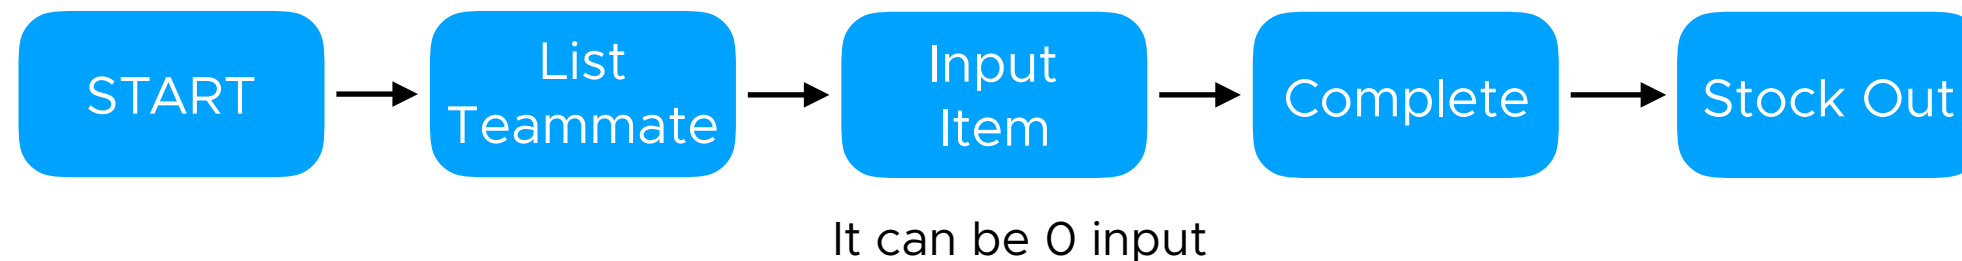 START
List
Teammate
Input
Item
Complete
Stock Out
It can be 0 input